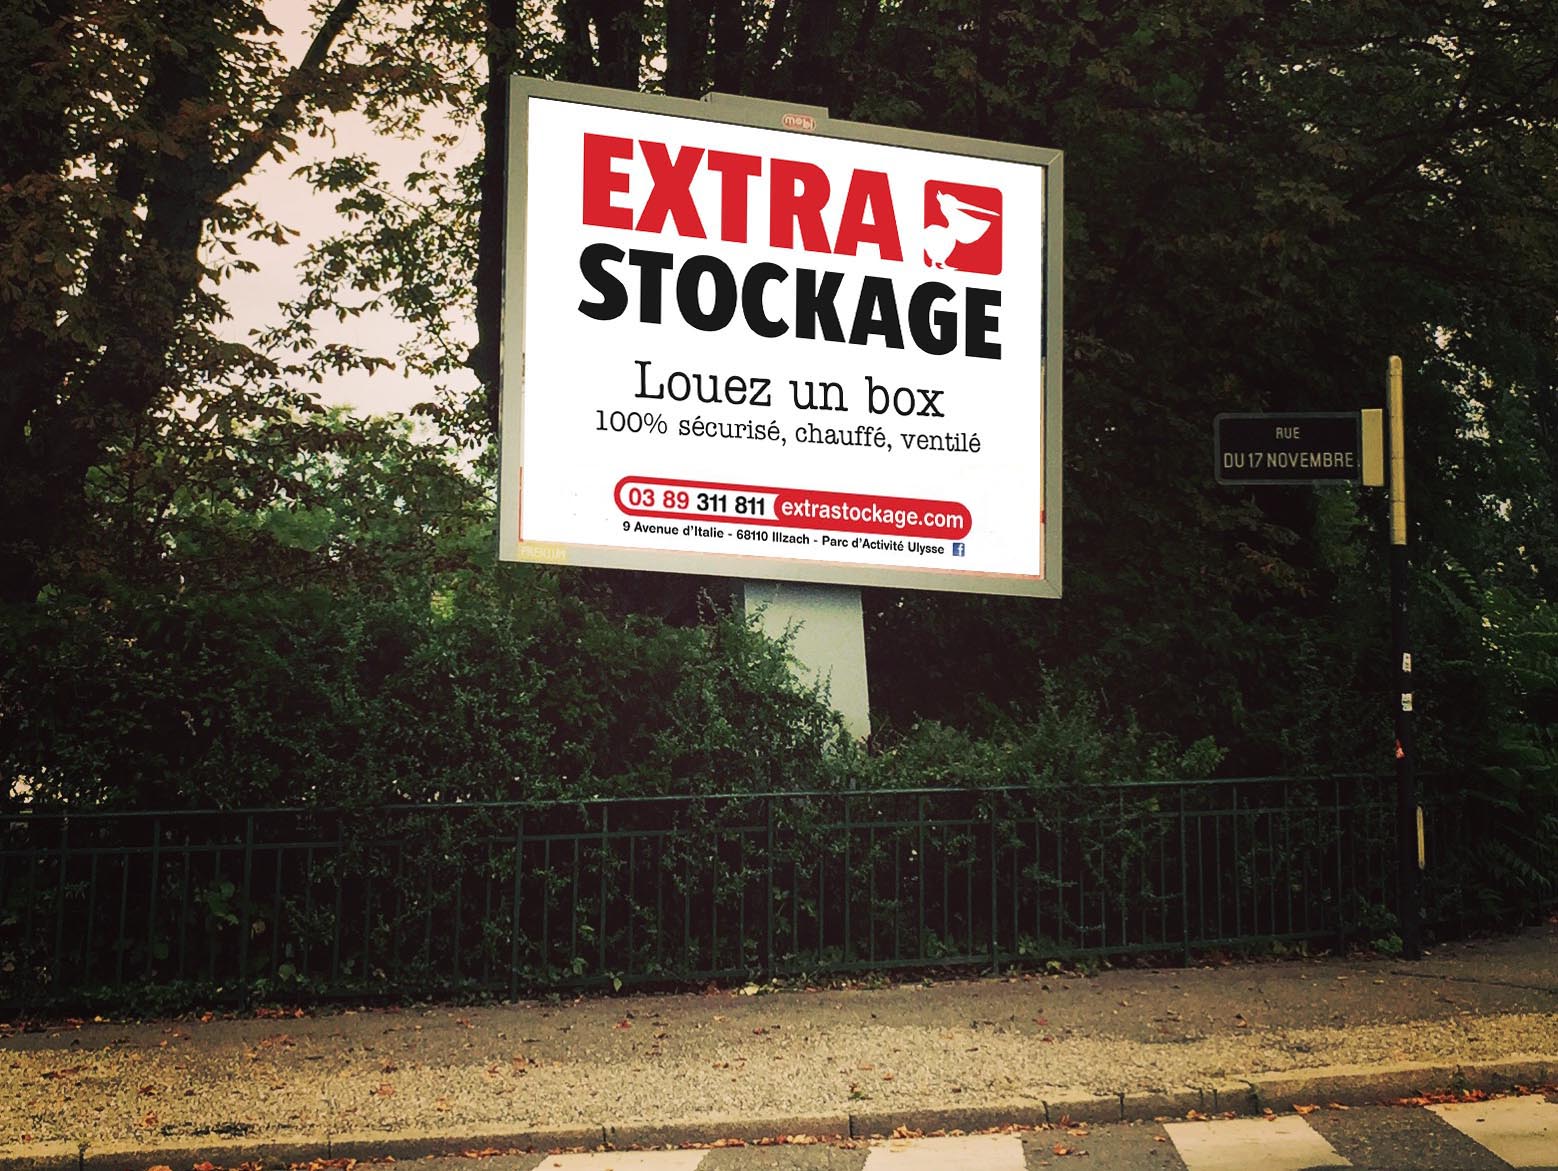 mobi
EXTRA
STOCKAGE
Louez un box
100% sécurisé, chauffé, ventilé
03 89 311 811 extrastockage.com
9 Avenue d'Italie - 68110 Illzach - Parc d'Activité Ulysse f
PREMIUM
RUE
DU 17 NOVEMBRE